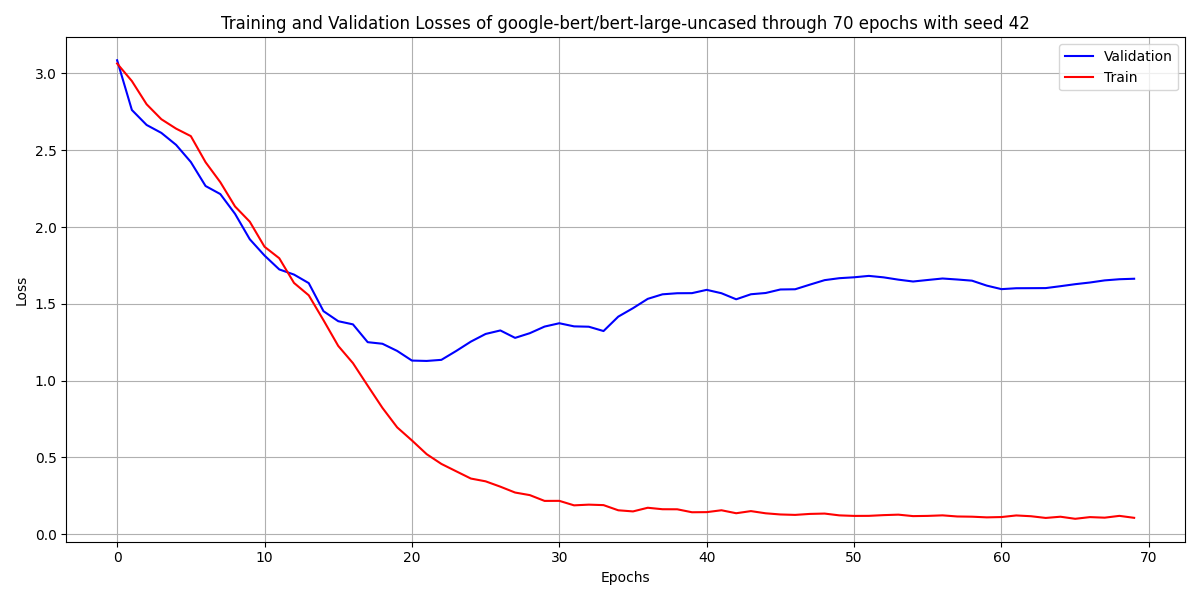 Training and Validation Losses of google-bert/bert-large-uncased through 70 epochs with seed 42
Validation
Train
3.0
2.5
2.0
1.5
1.0
0.5
0.0
Loss
0 10 20 30 40 50 60 70
Epochs